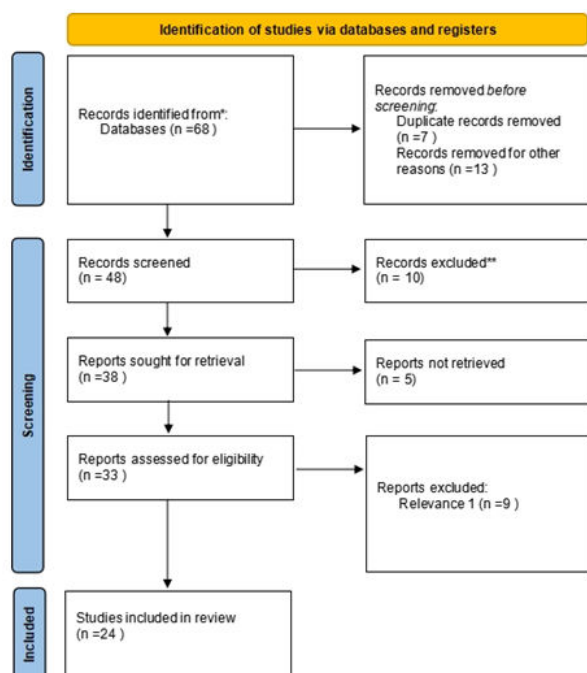 Identification of studies via databases and registers
Identification
Records identified from*:
Databases (n =68 )
Records removed before
screening:
Duplicate records removed
(n =7 )
Records removed for other
reasons (n =13 )
Screening
Records screened
(n = 48)
Records excluded**
(n = 10)
Reports sought for retrieval
(n =38 )
Reports not retrieved
(n = 5)
Reports assessed for eligibility
(n =33 )
Reports excluded:
Relevance 1 (n =9 )
Included
Studies included in review
(n =24 )